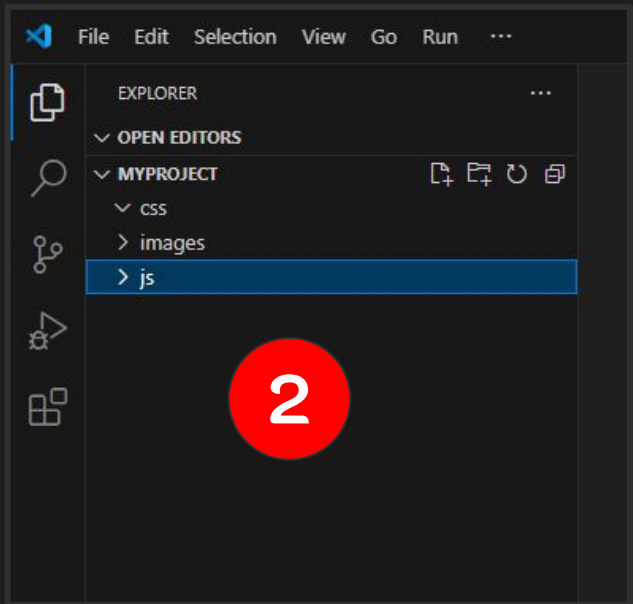 File Edit Selection View Go Run ...
EXPLORER ...
OPEN EDITORS
MYPROJECT
css
images
js
2